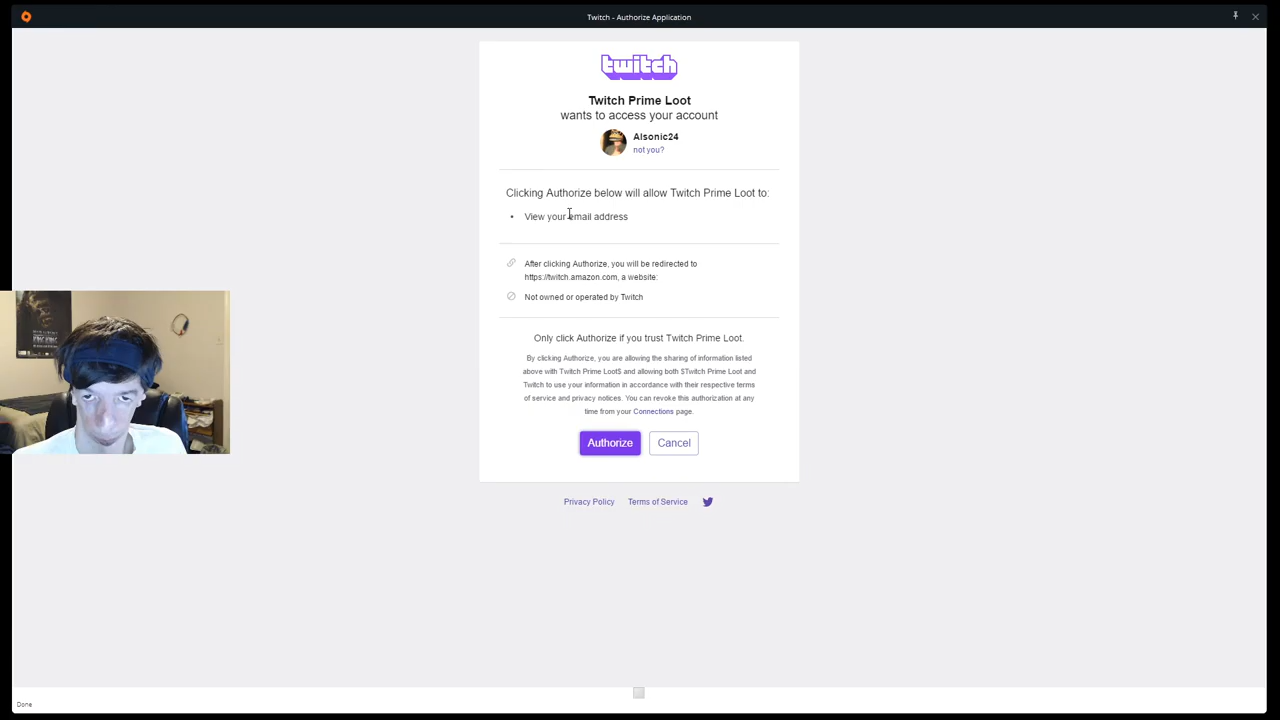 Twitch - Authorize Application
twitch
Twitch Prime Loot
wants to access your account
Alsonic24
not you?
Clicking Authorize below will allow Twitch Prime Loot to:
• View your email address
After clicking Authorize, you will be redirected to
https://twitch.amazon.com, a website:
Not owned or operated by Twitch
Only click Authorize if you trust Twitch Prime Loot.
By clicking Authorize, you are allowing the sharing of information listed
above with Twitch Prime Loot$ and allowing both $Twitch Prime Loot and
Twitch to use your information in accordance with their respective terms
of service and privacy notices. You can revoke this authorization at any
time from your Connections page.
Authorize Cancel
Privacy Policy Terms of Service
Done